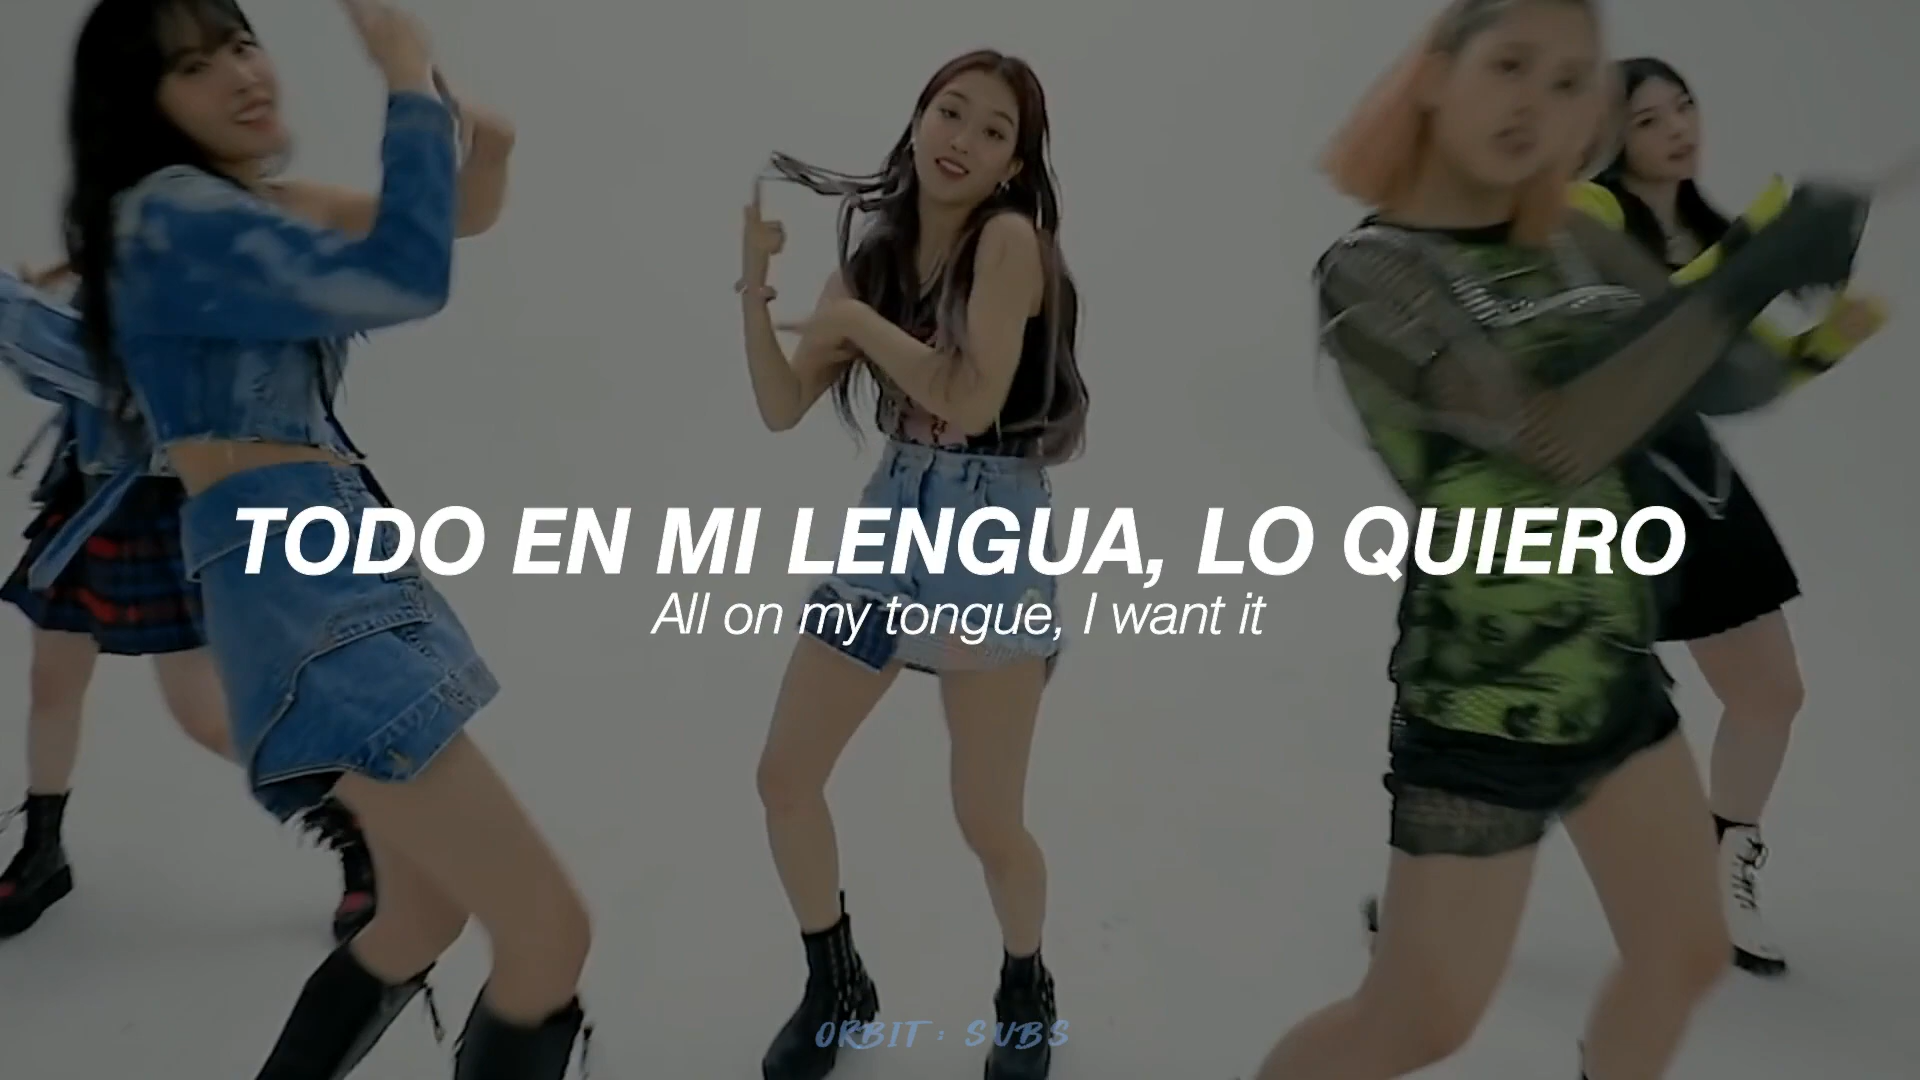 TODO EN MI LENGUA, LO QUIERO
All on my tongue, I want it
ORBIT: SUBS